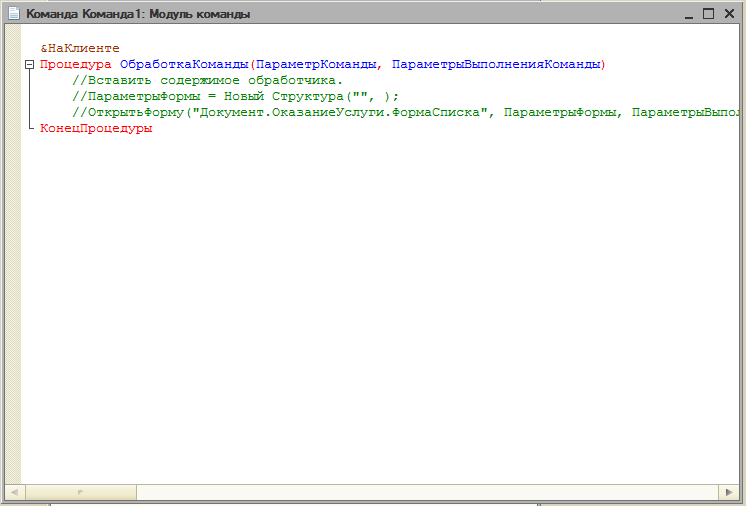 Команда Команда1: Модуль команды
&НаКлиенте
Процедура ОбработкаКоманды(ПараметрКоманды, ПараметрыВыполненияКоманды)
//Вставить содержимое обработчика.
//ПараметрыФормы = Новый Структура("", );
//ОткрытьФорму("Документ.ОказаниеУслуги.ФормаСписка", ПараметрыФормы, ПараметрыВыпол
КонецПроцедуры